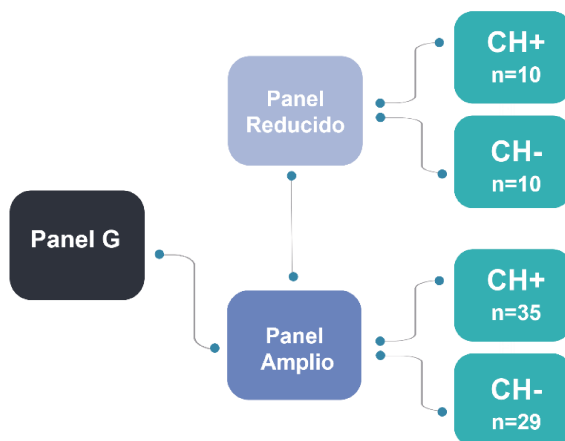 CH+
n=10
Panel
Reducido
CH-
n=10
Panel G
CH+
n=35
Panel
Amplio
CH-
n=29